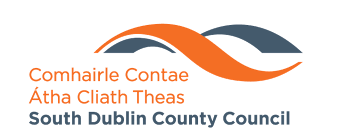 Comhairle Contae
Átha Cliath Theas
South Dublin County Council